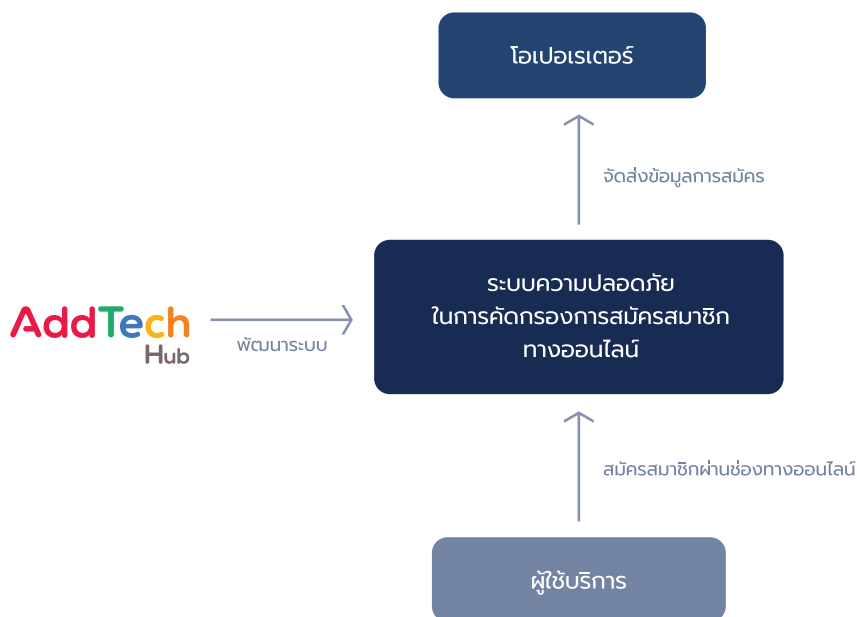 โอเปอเรเตอร์
จัดส่งข้อมูลการสมัคร
ระบบความปลอดภัย
ในการคัดกรองการสมัครสมาชิก
ทางออนไลน์
AddTech
Hub
พัฒนาระบบ
สมัครสมาชิกผ่านช่องทางออนไลน์
ผู้ใช้บริการ